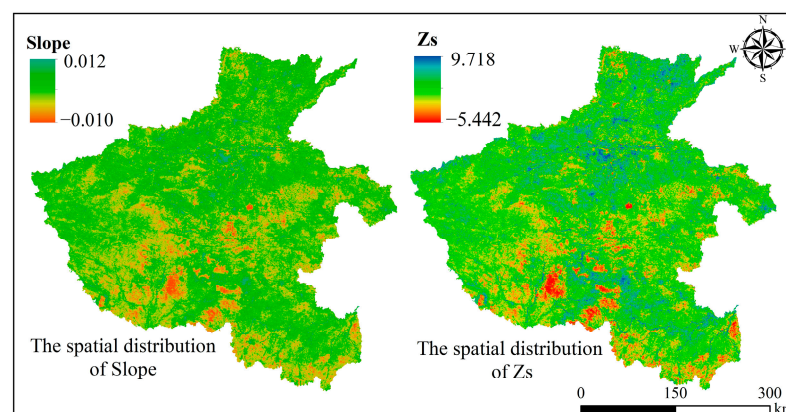 Slope
0.012
−0.010
The spatial distribution
of Slope
Zs
9.718
−5.442
The spatial distribution
of Zs
N
W
S
0
150
300
km